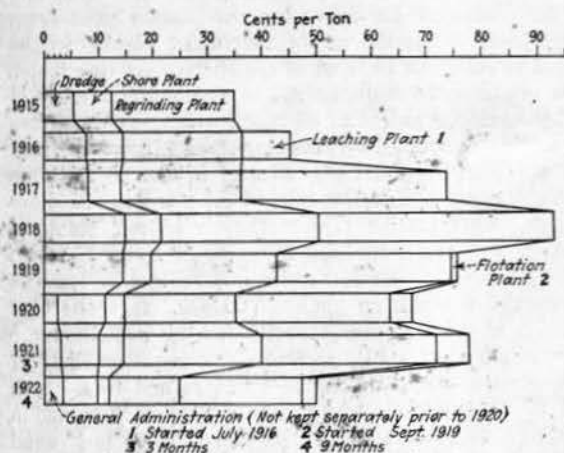 Cents per Ton
0 10 20 30 40 50 60 70 80 90
Dredge Shore Plant
1915 Regrinding Plant
1916 Leaching Plant 1
1917
1918
1919 Flotation
Plant 2
1920
1921
3
1922
4
General Administration (Not kept separately prior to 1920)
1 Started July 1916 2 Started Sept. 1919
3 3 Months 4 9 Months